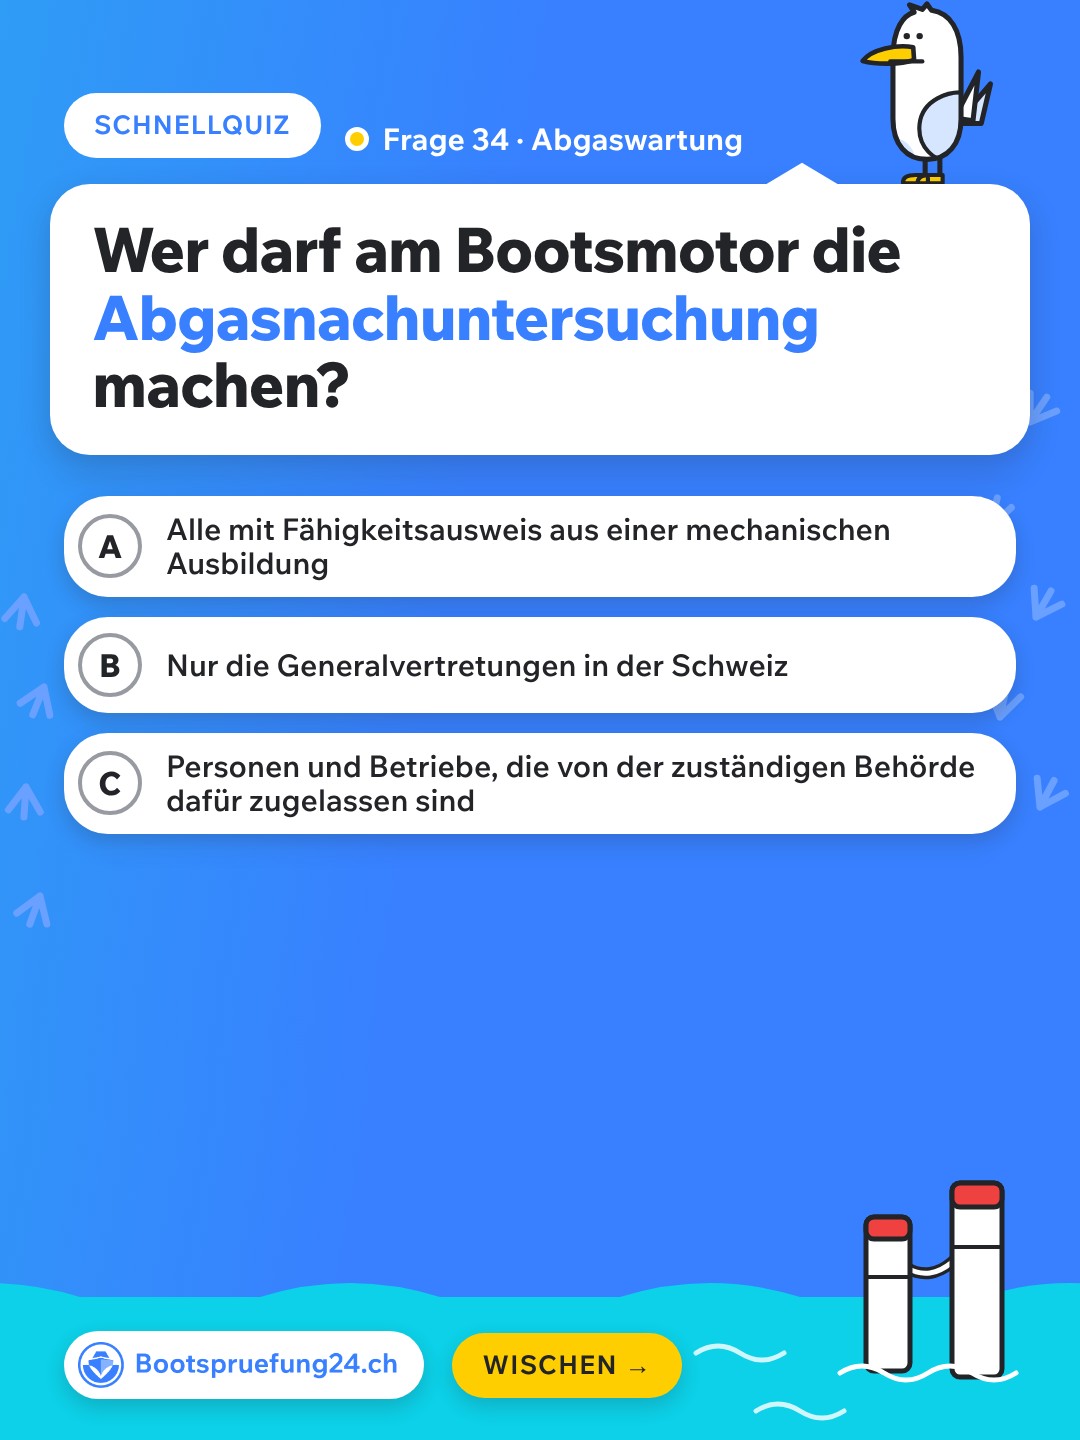 SCHNELLQUIZ
Frage 34 · Abgaswartung
Wer darf am Bootsmotor die
Abgasnachuntersuchung
machen?
A
Alle mit Fähigkeitsausweis aus einer mechanischen
Ausbildung
B
Nur die Generalvertretungen in der Schweiz
C
Personen und Betriebe, die von der zuständigen Behörde
dafür zugelassen sind
Bootspruefung24.ch
WISCHEN →